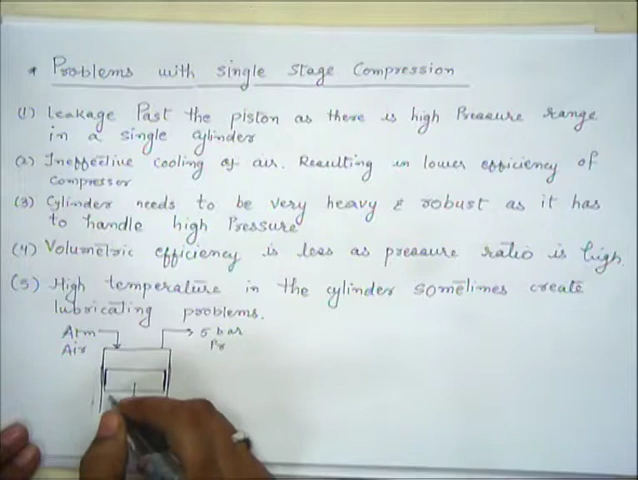 * Problems with single stage Compression
(1) Leakage Past the piston as there is high Pressure range
in a single cylinder
(2) Ineffective cooling of air. Resulting in lower efficiency of
compressor
(3) Cylinder needs to be very heavy & robust as it has
to handle high Pressure
(4) Volumetric efficiency is less as pressure ratio is high.
(5) High temperature in the cylinder sometimes create
lubricating problems.
Atm
Air
5 bar
Pr